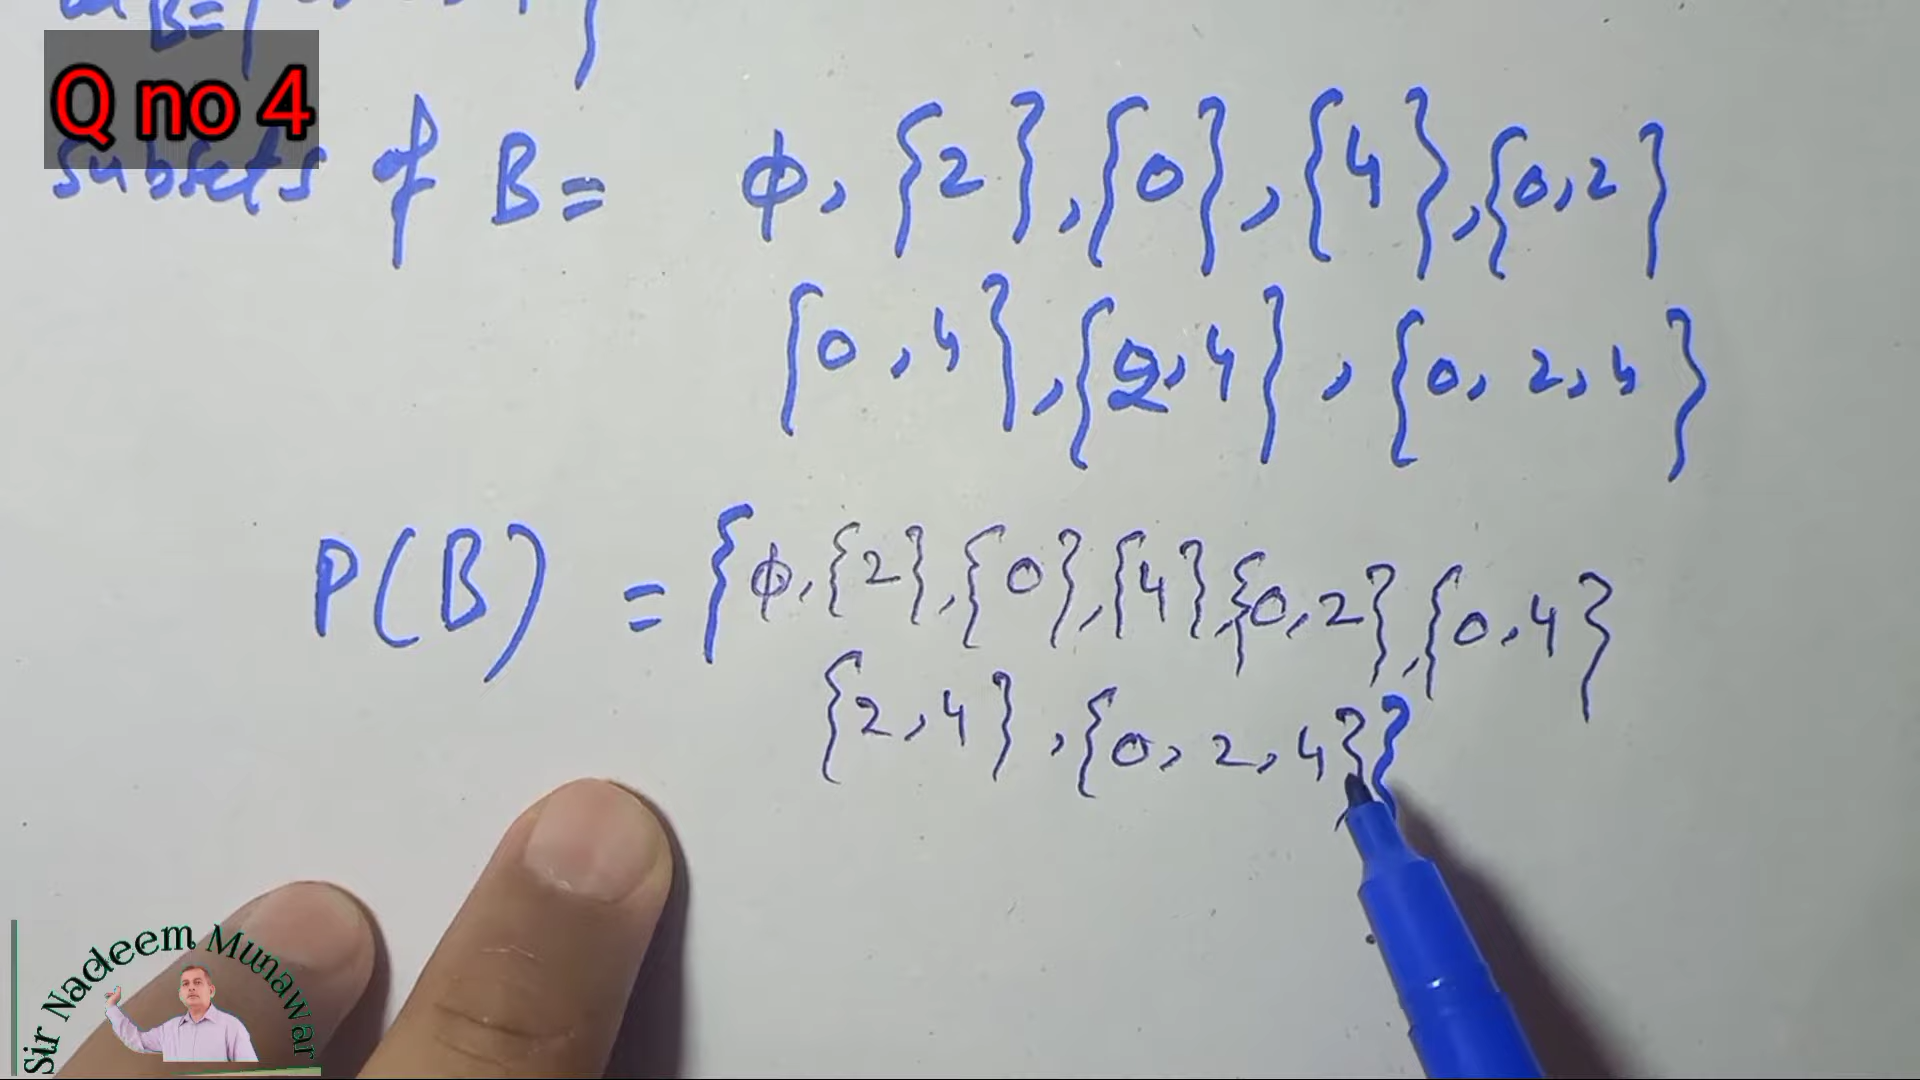 B={
Q no 4
subsets of B = ϕ, {2}, {0}, {4}, {0,2}
{0,4}, {2,4}, {0, 2, 4}
P(B) = {ϕ, {2}, {0}, {4}, {0,2}, {0,4}
{2,4}, {0, 2, 4}}
Sir Nadeem Munawar